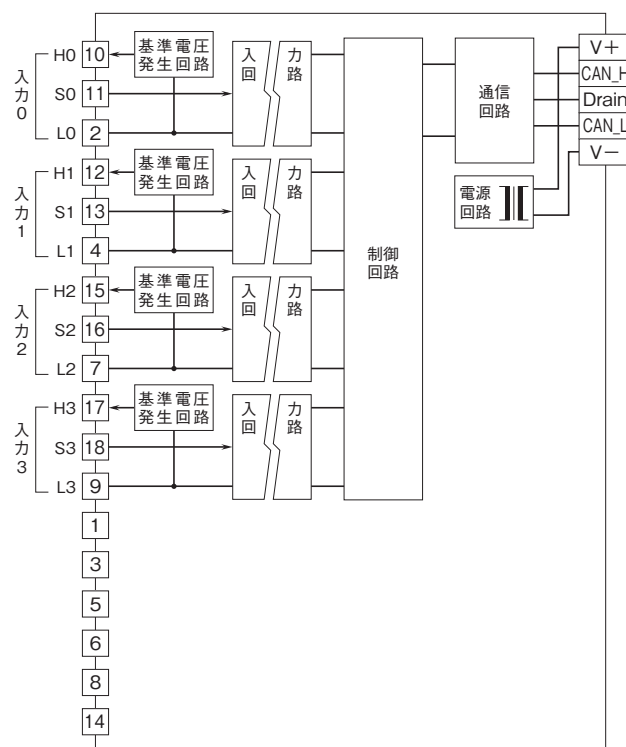 入力0
H0 10
S0 11
L0 2
基準電圧
発生回路
入力
回路
入力1
H1 12
S1 13
L1 4
基準電圧
発生回路
入力
回路
入力2
H2 15
S2 16
L2 7
基準電圧
発生回路
入力
回路
入力3
H3 17
S3 18
L3 9
基準電圧
発生回路
入力
回路
1
3
5
6
8
14
制御
回路
通信
回路
電源
回路
V+
CAN_H
Drain
CAN_L
V−